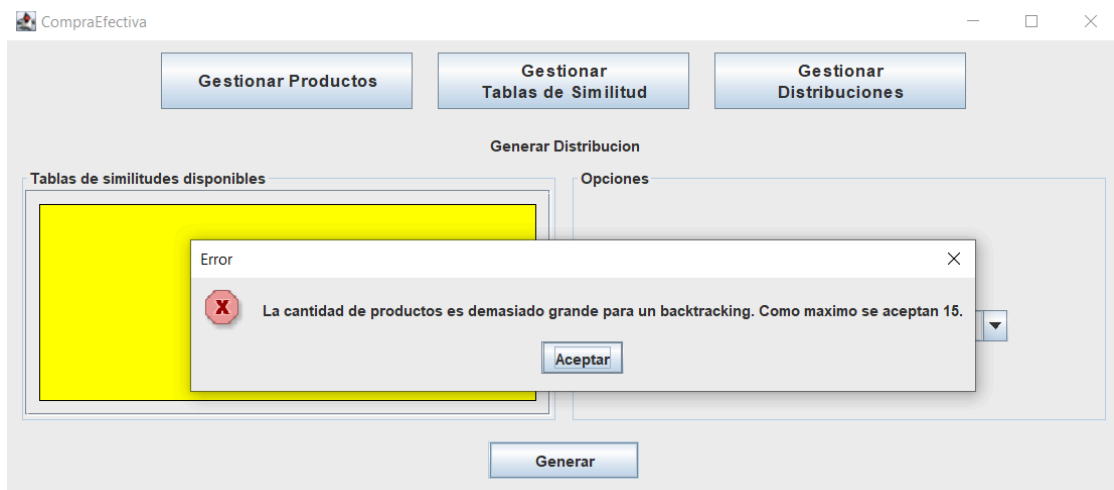 CompraEfectiva
Gestionar Productos
Gestionar
Tablas de Similitud
Gestionar
Distribuciones
Generar Distribucion
Tablas de similitudes disponibles
Opciones
Error
La cantidad de productos es demasiado grande para un backtracking. Como maximo se aceptan 15.
Aceptar
Generar